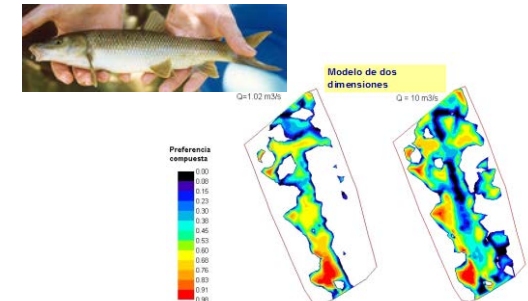 Modelo de dos
dimensiones
Q=1.02 m3/s
Q = 10 m3/s
Preferencia
compuesta
0.00
0.08
0.15
0.23
0.30
0.38
0.45
0.53
0.60
0.68
0.76
0.83
0.91
0.98